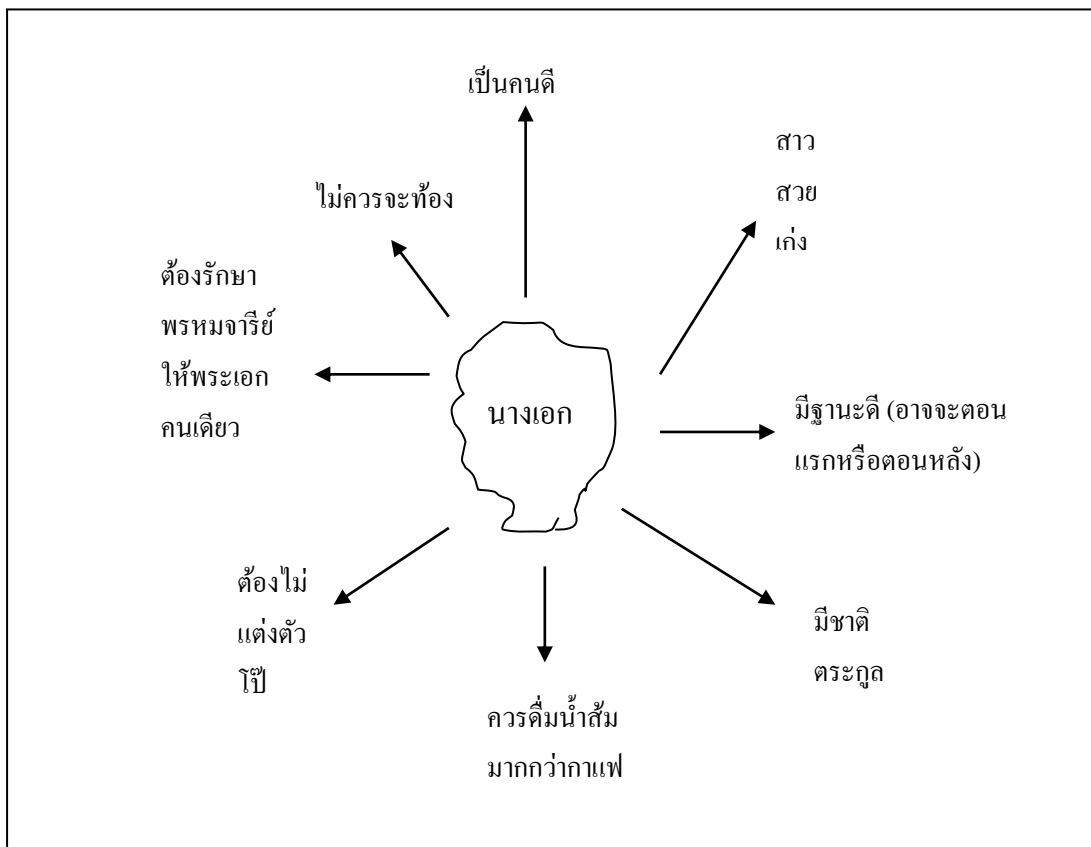 เป็นคนดี
สาว
สวย
เก่ง
ไม่ควรจะท้อง
ต้องรักษา
พรหมจารีย์
ให้พระเอก
คนเดียว
นางเอก
มีฐานะดี (อาจจะตอน
แรกหรือตอนหลัง)
ต้องไม่
แต่งตัว
โป๊
มีชาติ
ตระกูล
ควรดื่มน้ำส้ม
มากกว่ากาแฟ